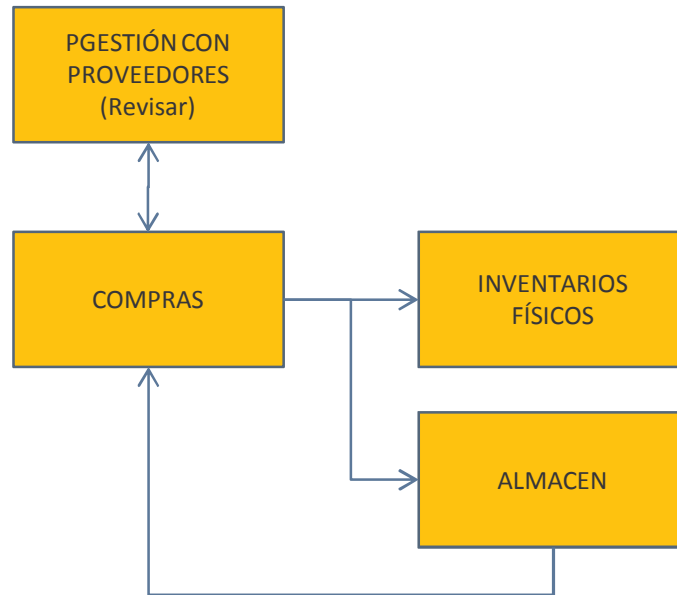 PGESTIÓN CON
PROVEEDORES
(Revisar)
COMPRAS
INVENTARIOS
FÍSICOS
ALMACEN